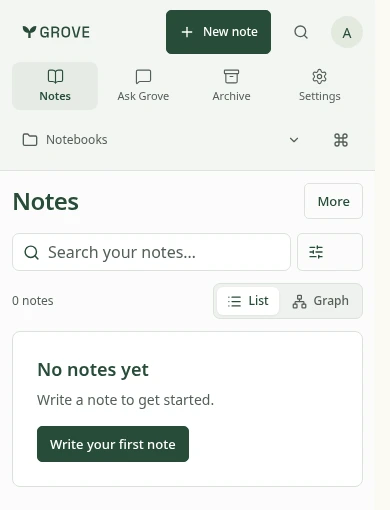 GROVE
New note
A
Notes
Ask Grove
Archive
Settings
Notebooks
Notes
More
Search your notes...
0 notes
List
Graph
No notes yet
Write a note to get started.
Write your first note